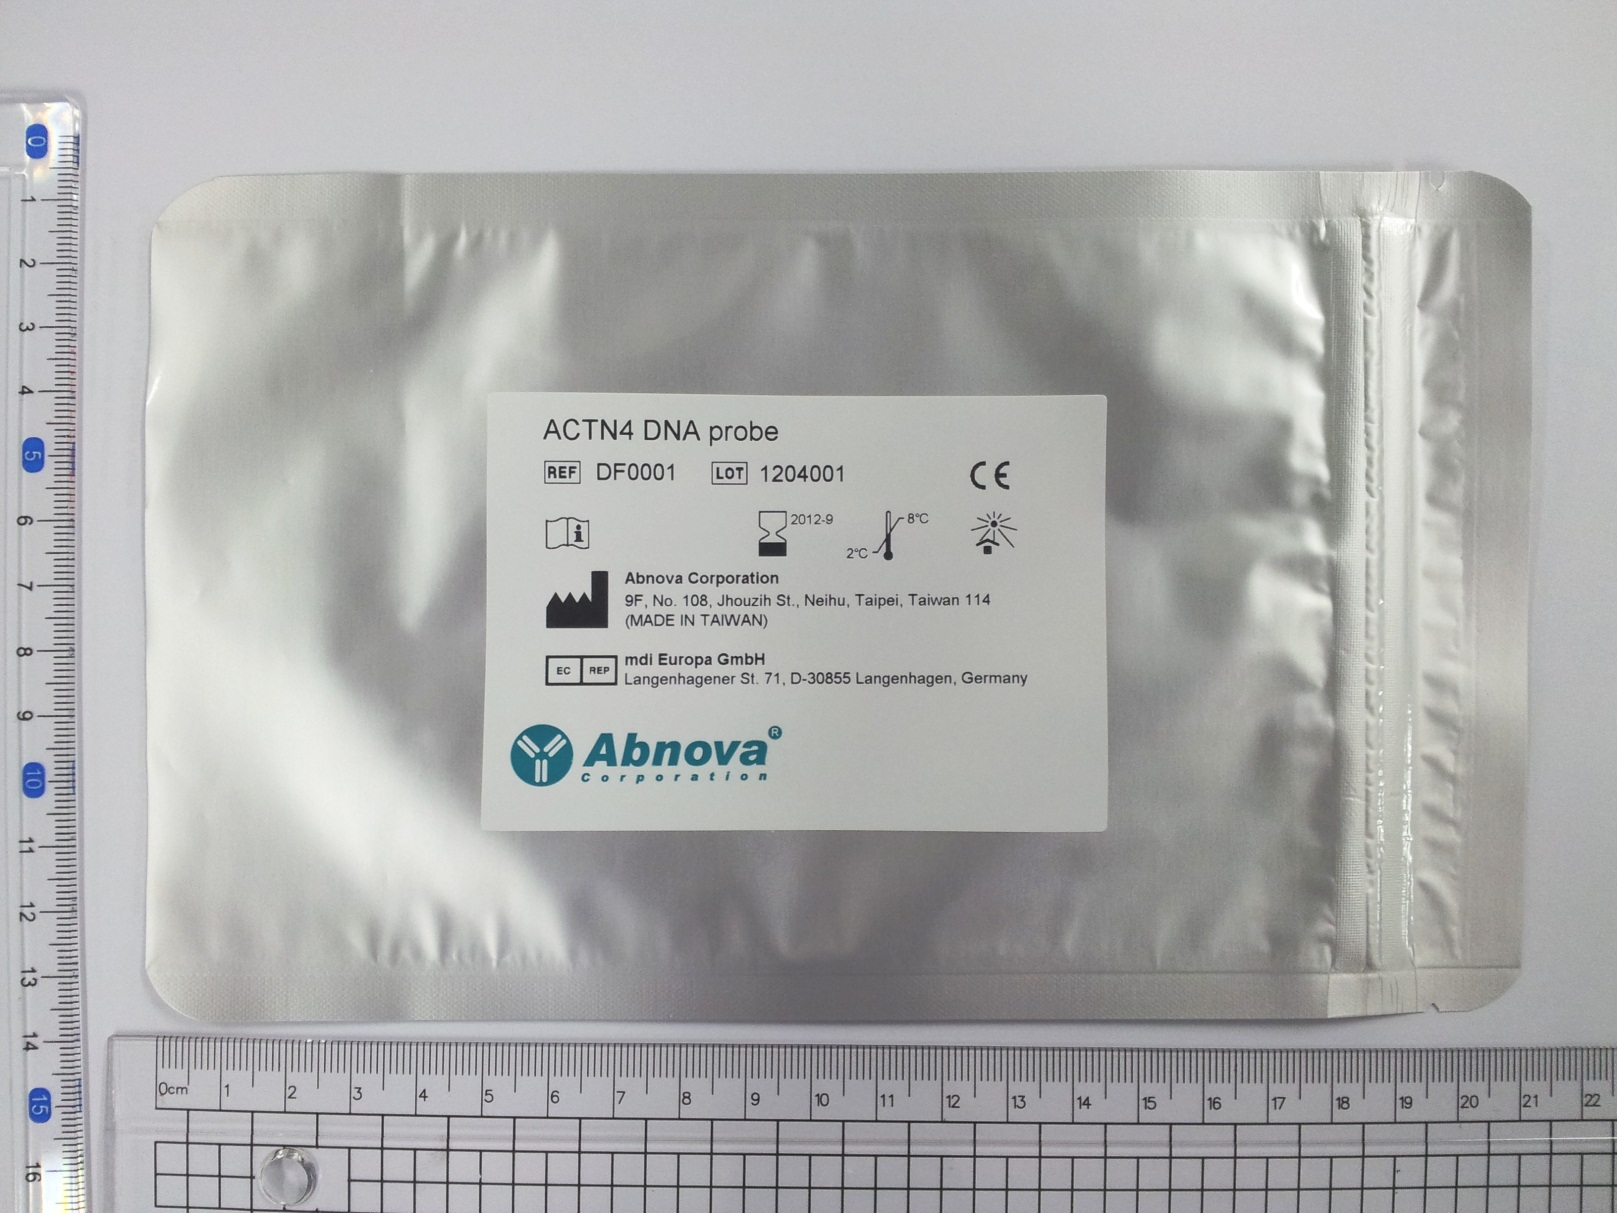 ACTN4 DNA probe
REF DF0001 LOT 1204001 CE
i 2012-9 2°C 8°C
Abnova Corporation
9F, No. 108, Jhouzih St., Neihu, Taipei, Taiwan 114
(MADE IN TAIWAN)
EC REP mdi Europa GmbH
Langenhagener St. 71, D-30855 Langenhagen, Germany
Abnova®
Corporation
0 1 2 3 4 5 6 7 8 9 10 11 12 13 14 15 16
0cm 1 2 3 4 5 6 7 8 9 10 11 12 13 14 15 16 17 18 19 20 21 22